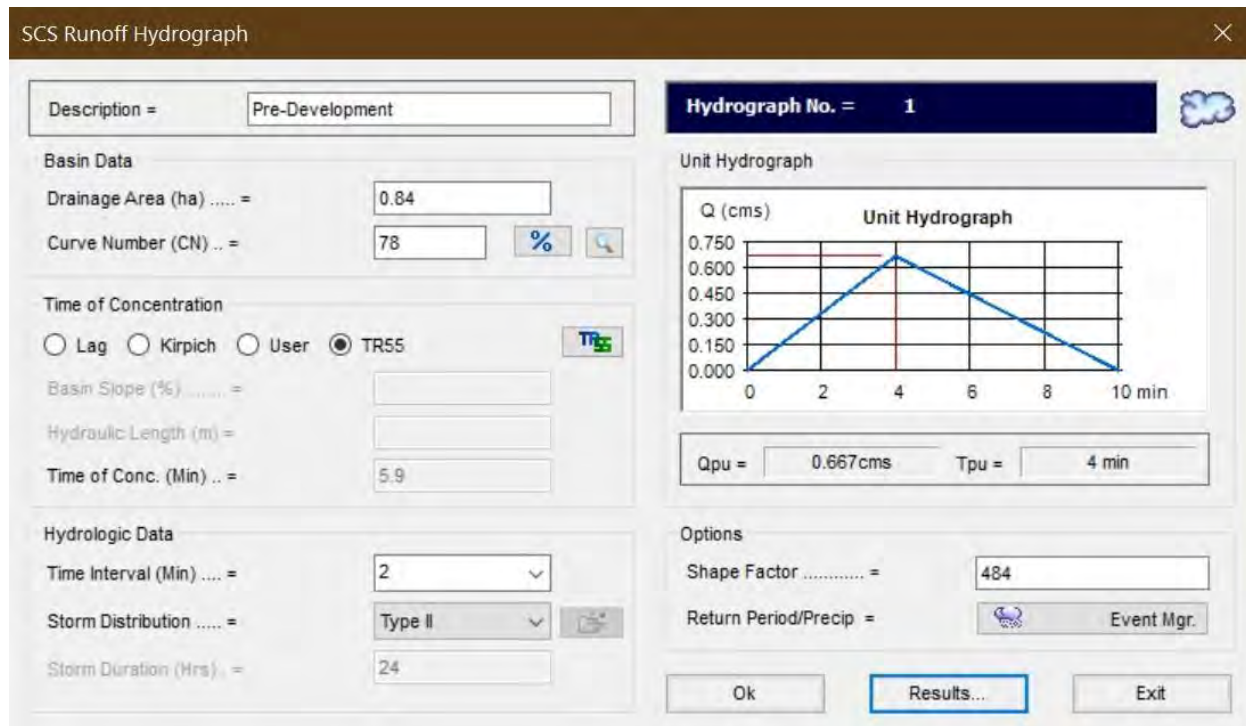 SCS Runoff Hydrograph
Description = Pre-Development
Hydrograph No. = 1
Basin Data
Drainage Area (ha) ..... = 0.84
Curve Number (CN) .. = 78 %
Time of Concentration
Lag Kirpich User TR55 TR55
Basin Slope (%) ....... =
Hydraulic Length (m) =
Time of Conc. (Min) .. = 5.9
Hydrologic Data
Time Interval (Min) .... = 2
Storm Distribution ..... = Type II
Storm Duration (Hrs) .. = 24
Unit Hydrograph
Q (cms) Unit Hydrograph
0.750
0.600
0.450
0.300
0.150
0.000
0 2 4 6 8 10 min
Qpu = 0.667cms Tpu = 4 min
Options
Shape Factor ............ = 484
Return Period/Precip = Event Mgr.
Ok Results... Exit